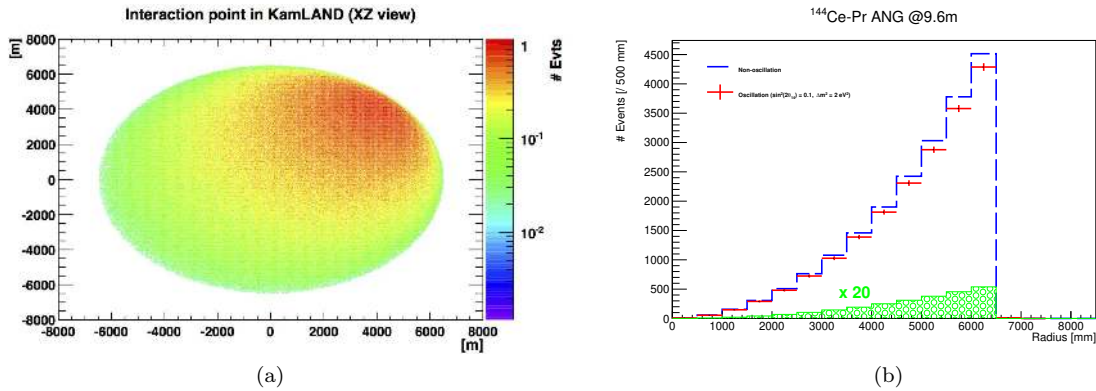 Interaction point in KamLAND (XZ view)
[m]
8000
6000
4000
2000
0
-2000
-4000
-6000
-8000
-8000 -6000 -4000 -2000 0 2000 4000 6000 8000
[m]
# Evts
1
10⁻¹
10⁻²
(a)
¹⁴⁴Ce-Pr ANG @9.6m
# Events [/ 500 mm]
4500
4000
3500
3000
2500
2000
1500
1000
500
0
Non-oscillation
Oscillation (sin²(2θ₁₄) = 0.1, Δm² = 2 eV²)
x 20
0 1000 2000 3000 4000 5000 6000 7000 8000
Radius [mm]
(b)